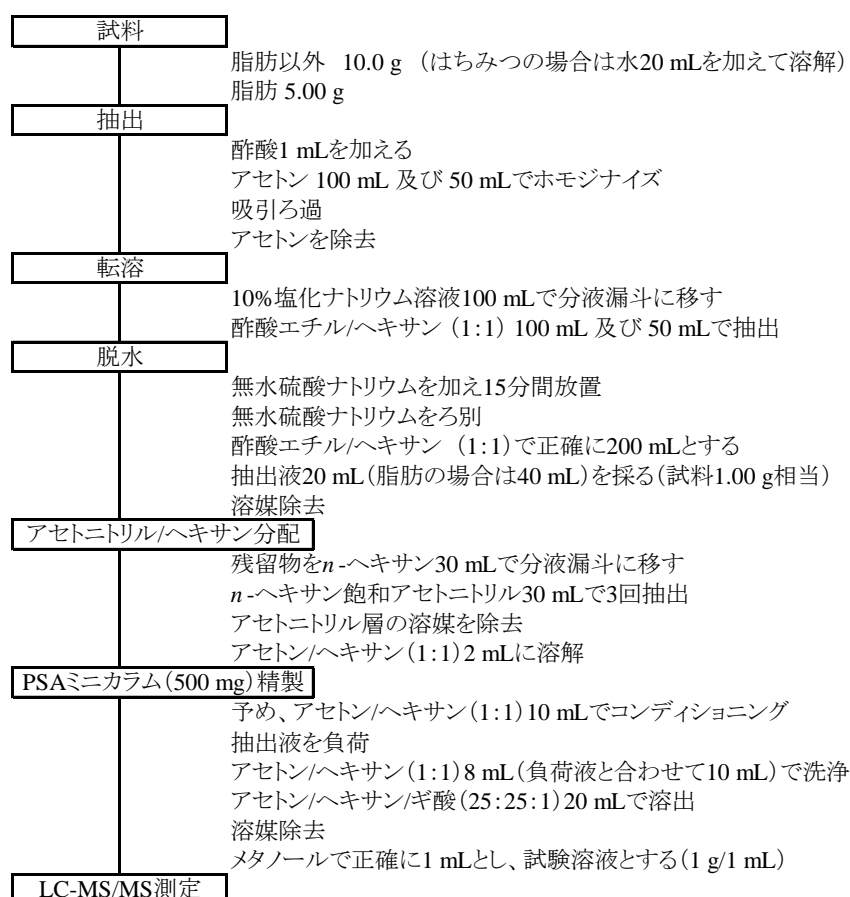 試料
脂肪以外 10.0 g (はちみつの場合は水20 mLを加えて溶解)
脂肪 5.00 g
抽出
酢酸1 mLを加える
アセトン 100 mL 及び 50 mLでホモジナイズ
吸引ろ過
アセトンを除去
転溶
10%塩化ナトリウム溶液100 mLで分液漏斗に移す
酢酸エチル/ヘキサン (1:1) 100 mL 及び 50 mLで抽出
脱水
無水硫酸ナトリウムを加え15分間放置
無水硫酸ナトリウムをろ別
酢酸エチル/ヘキサン (1:1)で正確に200 mLとする
抽出液20 mL(脂肪の場合は40 mL)を採る(試料1.00 g相当)
溶媒除去
アセトニトリル/ヘキサン分配
残留物をn-ヘキサン30 mLで分液漏斗に移す
n-ヘキサン飽和アセトニトリル30 mLで3回抽出
アセトニトリル層の溶媒を除去
アセトン/ヘキサン(1:1)2 mLに溶解
PSAミニカラム(500 mg)精製
予め、アセトン/ヘキサン(1:1)10 mLでコンディショニング
抽出液を負荷
アセトン/ヘキサン(1:1)8 mL(負荷液と合わせて10 mL)で洗浄
アセトン/ヘキサン/ギ酸(25:25:1)20 mLで溶出
溶媒除去
メタノールで正確に1 mLとし、試験溶液とする(1 g/1 mL)
LC-MS/MS測定